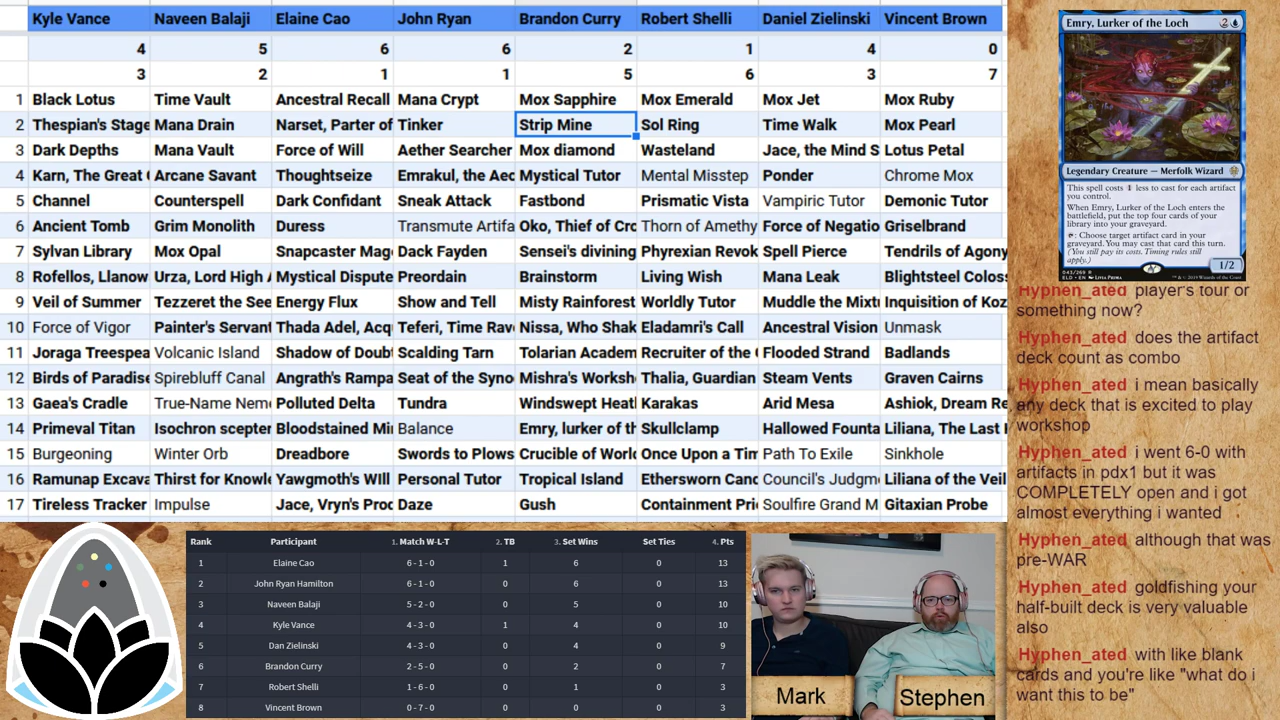 Kyle Vance Naveen Balaji Elaine Cao John Ryan Brandon Curry Robert Shelli Daniel Zielinski Vincent Brown
4 5 6 6 2 1 4 0
3 2 1 1 5 6 3 7
1 Black Lotus Time Vault Ancestral Recall Mana Crypt Mox Sapphire Mox Emerald Mox Jet Mox Ruby
2 Thespian's Stage Mana Drain Narset, Parter of Tinker Strip Mine Sol Ring Time Walk Mox Pearl
3 Dark Depths Mana Vault Force of Will Aether Searcher Mox diamond Wasteland Jace, the Mind S Lotus Petal
4 Karn, The Great Arcane Savant Thoughtseize Emrakul, the Aeo Mystical Tutor Mental Misstep Ponder Chrome Mox
5 Channel Counterspell Dark Confidant Sneak Attack Fastbond Prismatic Vista Vampiric Tutor Demonic Tutor
6 Ancient Tomb Grim Monolith Duress Transmute Artifa Oko, Thief of Cro Thorn of Amethy Force of Negatio Griselbrand
7 Sylvan Library Mox Opal Snapcaster Mag Dack Fayden Sensei's divining Phyrexian Revok Spell Pierce Tendrils of Agony
8 Rofellos, Llanow Urza, Lord High A Mystical Dispute Preordain Brainstorm Living Wish Mana Leak Blightsteel Colos
9 Veil of Summer Tezzeret the See Energy Flux Show and Tell Misty Rainforest Worldly Tutor Muddle the Mixt Inquisition of Koz
10 Force of Vigor Painter's Servant Thada Adel, Acq Teferi, Time Rav Nissa, Who Shak Eladamri's Call Ancestral Vision Unmask
11 Joraga Treespea Volcanic Island Shadow of Doub Scalding Tarn Tolarian Academ Recruiter of the Flooded Strand Badlands
12 Birds of Paradise Spirebluff Canal Angrath's Rampa Seat of the Syno Mishra's Worksh Thalia, Guardian Steam Vents Graven Cairns
13 Gaea's Cradle True-Name Neme Polluted Delta Tundra Windswept Heat Karakas Arid Mesa Ashiok, Dream Re
14 Primeval Titan Isochron scepter Bloodstained Mi Balance Emry, lurker of th Skullclamp Hallowed Founta Liliana, The Last
15 Burgeoning Winter Orb Dreadbore Swords to Plows Crucible of World Once Upon a Tim Path To Exile Sinkhole
16 Ramunap Excava Thirst for Knowle Yawgmoth's WIll Personal Tutor Tropical Island Ethersworn Cano Council's Judgm Liliana of the Veil
17 Tireless Tracker Impulse Jace, Vryn's Pro Daze Gush Containment Pri Soulfire Grand M Gitaxian Probe
Emry, Lurker of the Loch 2
Legendary Creature — Merfolk Wizard
This spell costs 1 less to cast for each artifact
you control.
When Emry, Lurker of the Loch enters the
battlefield, put the top four cards of your
library into your graveyard.
: Choose target artifact card in your
graveyard. You may cast that card this turn.
(You still pay its costs. Timing rules still
apply.)
1/2
Hyphen_ated player's tour or
something now?
Hyphen_ated does the artifact
deck count as combo
Hyphen_ated i mean basically
any deck that is excited to play
workshop
Hyphen_ated i went 6-0 with
artifacts in pdx1 but it was
COMPLETELY open and i got
almost everything i wanted
Hyphen_ated although that was
pre-WAR
Hyphen_ated goldfishing your
half-built deck is very valuable
also
Hyphen_ated with like blank
cards and you're like "what do i
want this to be"
Rank Participant 1. Match W-L-T 2. TB 3. Set Wins Set Ties 4. Pts
1 Elaine Cao 6 - 1 - 0 1 6 0 13
2 John Ryan Hamilton 6 - 1 - 0 0 6 0 13
3 Naveen Balaji 5 - 2 - 0 0 5 0 10
4 Kyle Vance 4 - 3 - 0 1 4 0 10
5 Dan Zielinski 4 - 3 - 0 0 4 0 9
6 Brandon Curry 2 - 5 - 0 0 2 0 7
7 Robert Shelli 1 - 6 - 0 0 1 0 3
8 Vincent Brown 0 - 7 - 0 0 0 0 3
Mark
Stephen